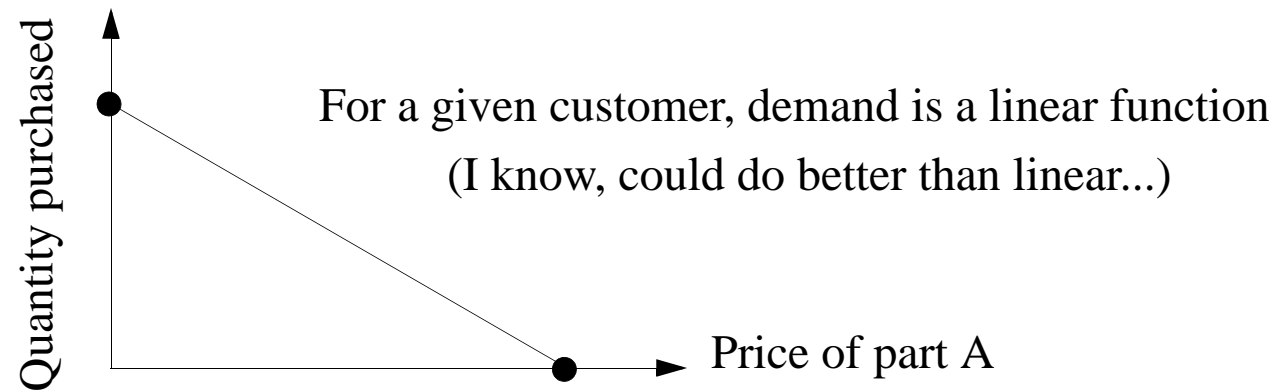 Quantity purchased
For a given customer, demand is a linear function
(I know, could do better than linear...)
Price of part A